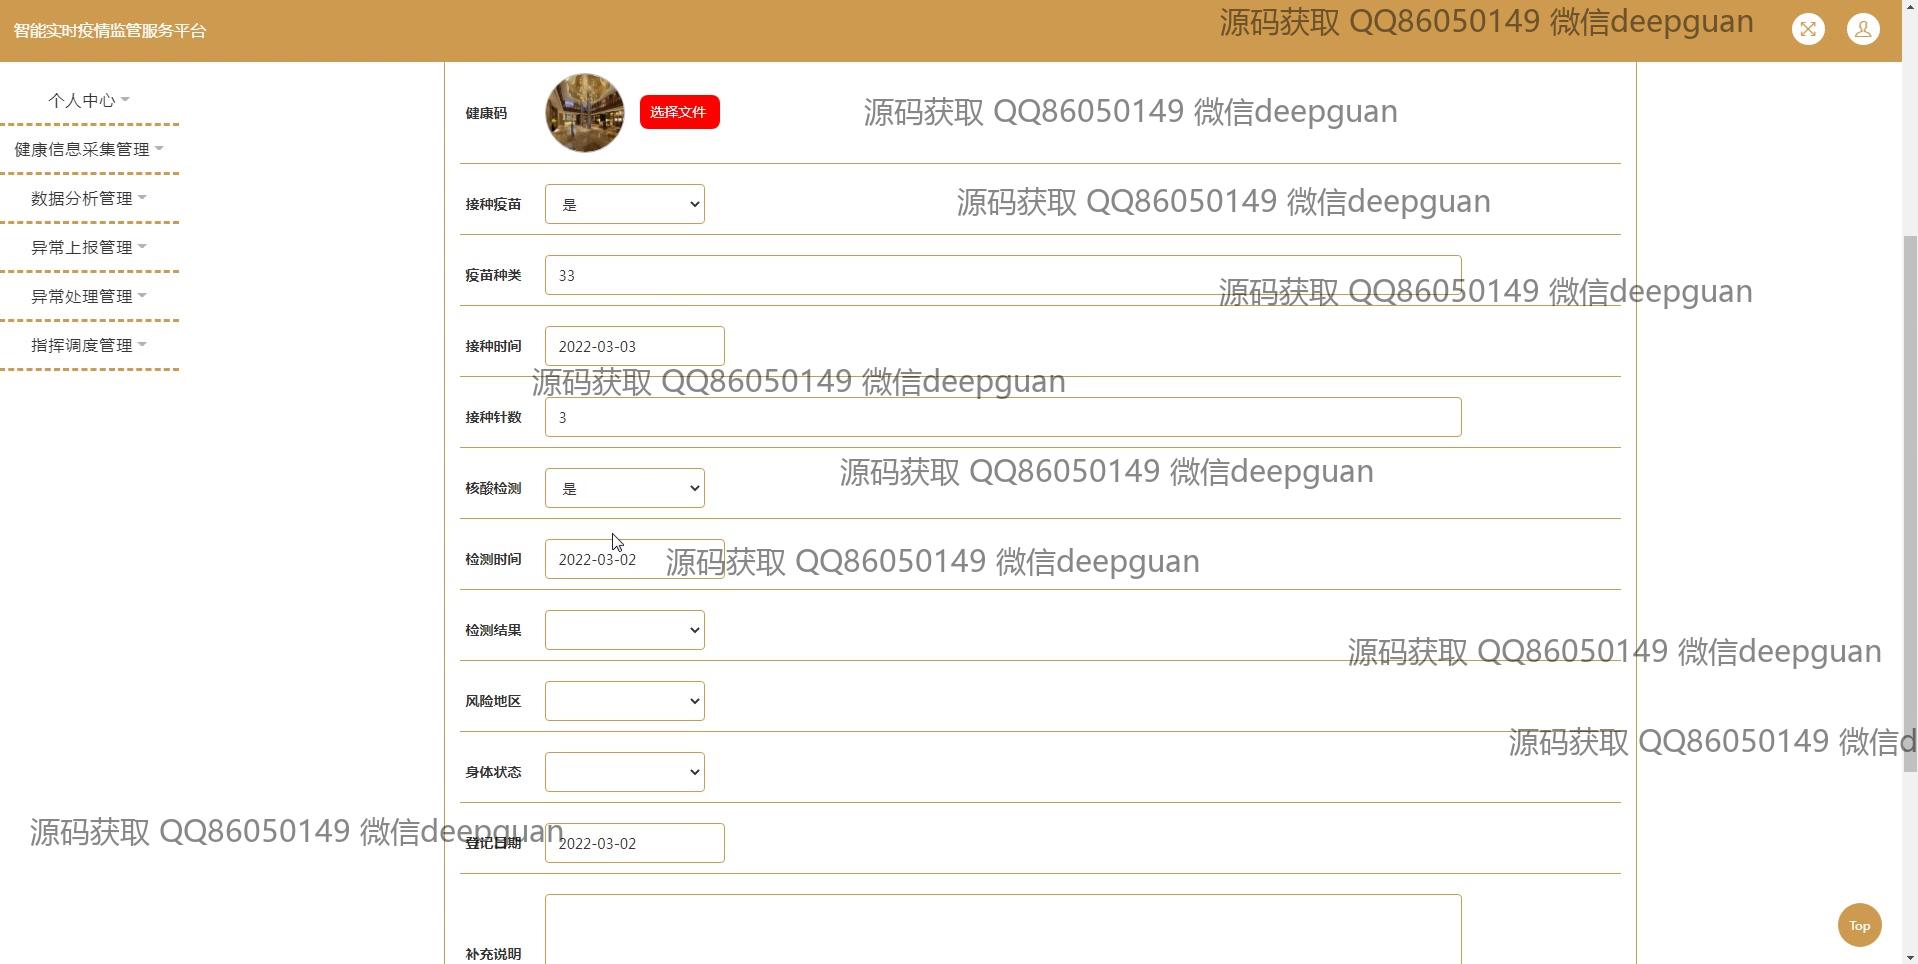 智能实时疫情监管服务平台
源码获取 QQ86050149 微信deepguan
个人中心
健康信息采集管理
数据分析管理
异常上报管理
异常处理管理
指挥调度管理
健康码
选择文件
源码获取 QQ86050149 微信deepguan
接种疫苗
是
源码获取 QQ86050149 微信deepguan
疫苗种类
33
源码获取 QQ86050149 微信deepguan
接种时间
2022-03-03
源码获取 QQ86050149 微信deepguan
接种针数
3
源码获取 QQ86050149 微信deepguan
核酸检测
是
检测时间
2022-03-02
源码获取 QQ86050149 微信deepguan
检测结果
源码获取 QQ86050149 微信deepguan
风险地区
源码获取 QQ86050149 微信d
身体状态
源码获取 QQ86050149 微信deepguan
登记日期
2022-03-02
Top
补充说明